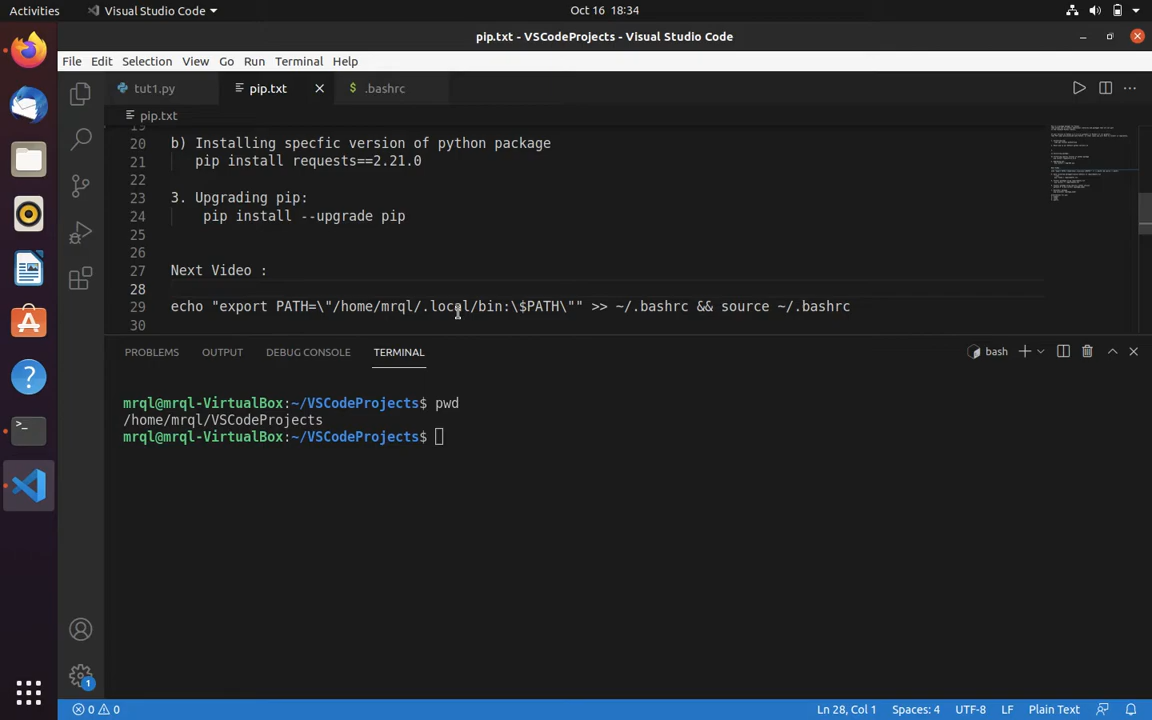 Activities
Visual Studio Code
Oct 16 18:34
pip.txt - VSCodeProjects - Visual Studio Code
File Edit Selection View Go Run Terminal Help
tut1.py
pip.txt
$ .bashrc
pip.txt
19
20 b) Installing specfic version of python package
21 pip install requests==2.21.0
22
23 3. Upgrading pip:
24 pip install --upgrade pip
25
26
27 Next Video :
28
29 echo "export PATH=\"/home/mrql/.local/bin:\$PATH\"" >> ~/.bashrc && source ~/.bashrc
30
PROBLEMS OUTPUT DEBUG CONSOLE TERMINAL
bash
mrql@mrql-VirtualBox:~/VSCodeProjects$ pwd
/home/mrql/VSCodeProjects
mrql@mrql-VirtualBox:~/VSCodeProjects$
1
0 0 Ln 28, Col 1 Spaces: 4 UTF-8 LF Plain Text